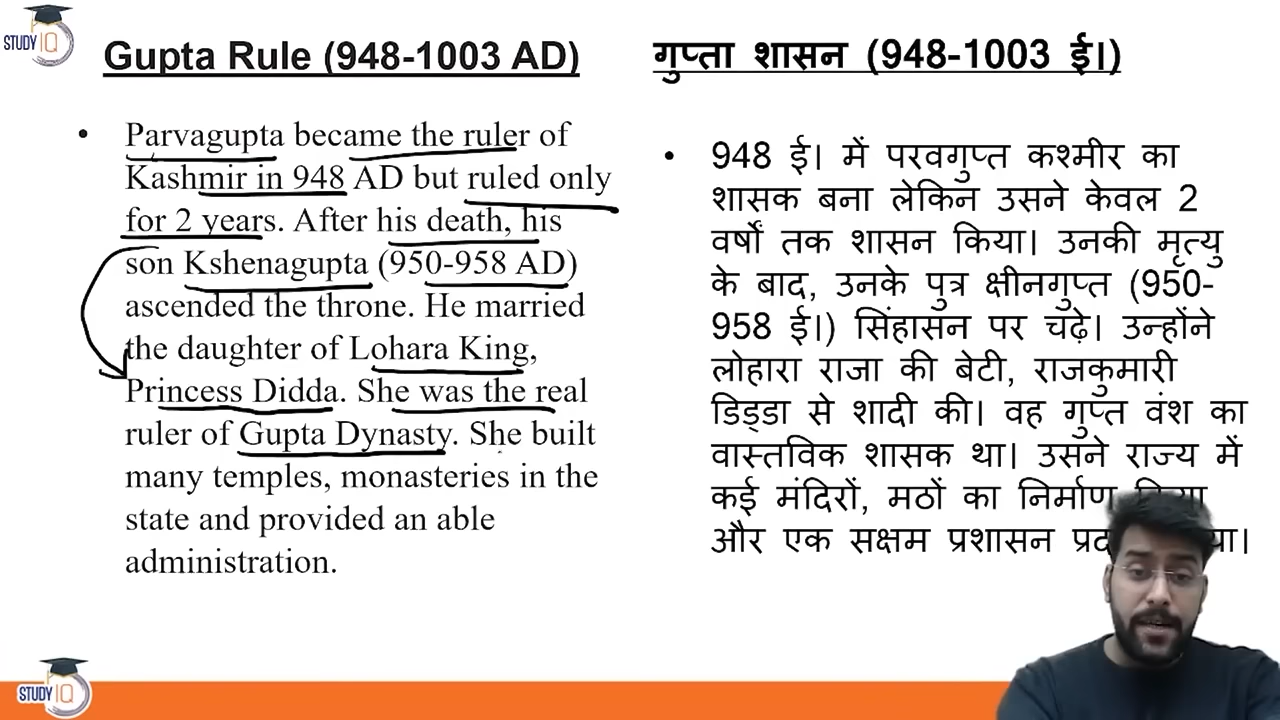 STUDY IQ
Gupta Rule (948-1003 AD)
• Parvagupta became the ruler of
Kashmir in 948 AD but ruled only
for 2 years. After his death, his
son Kshenagupta (950-958 AD)
ascended the throne. He married
the daughter of Lohara King,
Princess Didda. She was the real
ruler of Gupta Dynasty. She built
many temples, monasteries in the
state and provided an able
administration.
गुप्ता शासन (948-1003 ई।)
• 948 ई। में परवगुप्त कश्मीर का
शासक बना लेकिन उसने केवल 2
वर्षों तक शासन किया। उनकी मृत्यु
के बाद, उनके पुत्र क्षीनगुप्त (950-
958 ई।) सिंहासन पर चढ़े। उन्होंने
लोहारा राजा की बेटी, राजकुमारी
डिड्डा से शादी की। वह गुप्त वंश का
वास्तविक शासक था। उसने राज्य में
कई मंदिरों, मठों का निर्माण किया
और एक सक्षम प्रशासन
STUDY IQ